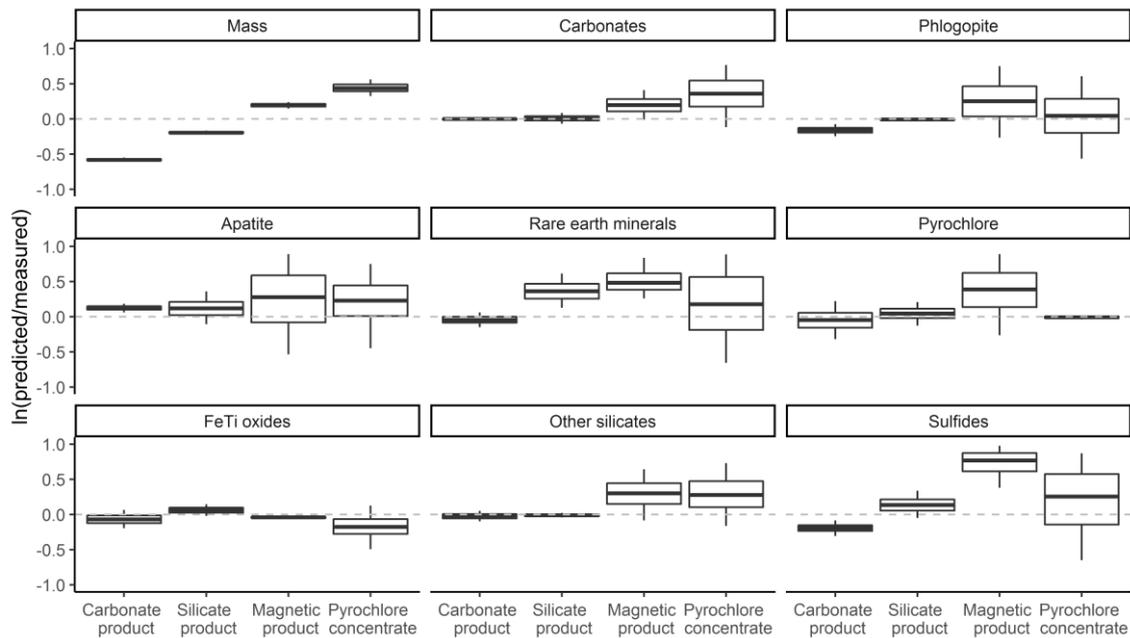 Mass
Carbonates
Phlogopite
1.0
0.5
0.0
-0.5
-1.0
Apatite
Rare earth minerals
Pyrochlore
1.0
0.5
0.0
-0.5
-1.0
ln(predicted/measured)
FeTi oxides
Other silicates
Sulfides
1.0
0.5
0.0
-0.5
-1.0
Carbonate Silicate Magnetic Pyrochlore
product product product concentrate
Carbonate Silicate Magnetic Pyrochlore
product product product concentrate
Carbonate Silicate Magnetic Pyrochlore
product product product concentrate